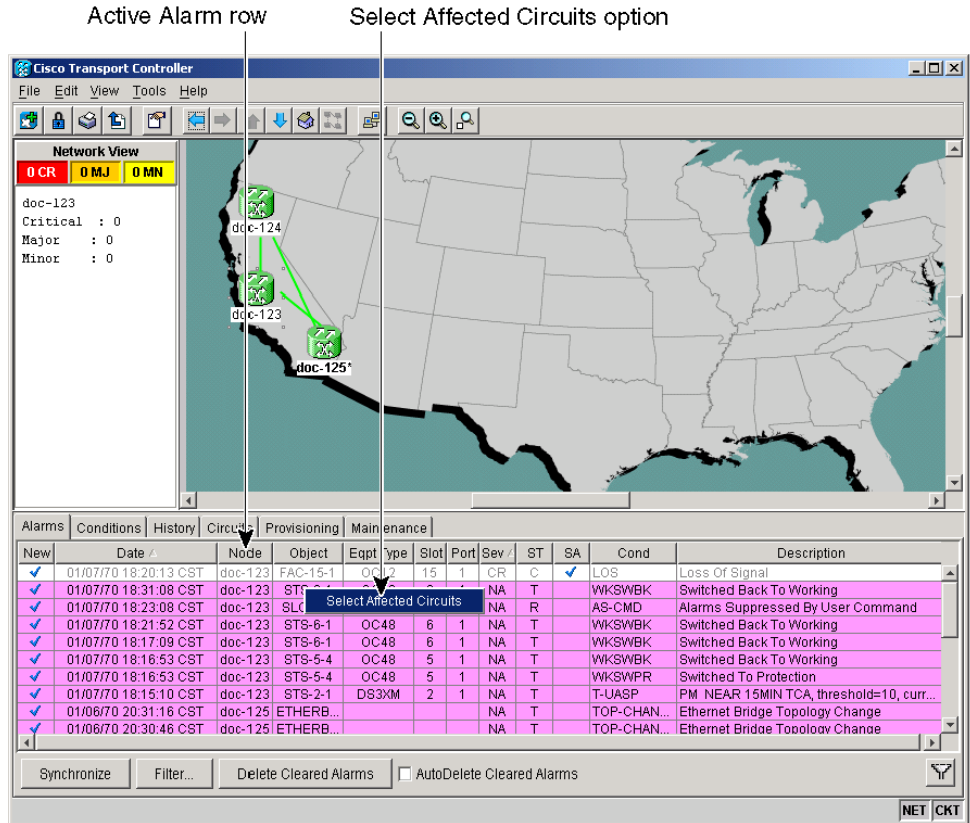 Active Alarm row
Select Affected Circuits option
Cisco Transport Controller
File Edit View Tools Help
Network View
0 CR 0 MJ 0 MN
doc-123
Critical : 0
Major : 0
Minor : 0
doc-124
doc-123
doc-125*
Alarms Conditions History Circuits Provisioning Maintenance
New Date Node Object Eqpt Type Slot Port Sev ST SA Cond Description
01/07/70 18:20:13 CST doc-123 FAC-15-1 OC12 15 1 CR C LOS Loss Of Signal
01/07/70 18:31:08 CST doc-123 NA T WKSWBK Switched Back To Working
Select Affected Circuits
01/07/70 18:23:08 CST doc-123 NA R AS-CMD Alarms Suppressed By User Command
01/07/70 18:21:52 CST doc-123 STS-6-1 OC48 6 1 NA T WKSWBK Switched Back To Working
01/07/70 18:17:09 CST doc-123 STS-6-1 OC48 6 1 NA T WKSWBK Switched Back To Working
01/07/70 18:16:53 CST doc-123 STS-5-4 OC48 5 1 NA T WKSWBK Switched Back To Working
01/07/70 18:16:53 CST doc-123 STS-5-4 OC48 5 1 NA T WKSWPR Switched To Protection
01/07/70 18:15:10 CST doc-123 STS-2-1 DS3XM 2 1 NA T T-UASP PM NEAR 15MIN TCA, threshold=10, curr...
01/06/70 20:31:16 CST doc-125 ETHERB... NA T TOP-CHAN... Ethernet Bridge Topology Change
01/06/70 20:30:46 CST doc-125 ETHERB... NA T TOP-CHAN... Ethernet Bridge Topology Change
Synchronize Filter... Delete Cleared Alarms AutoDelete Cleared Alarms
NET CKT